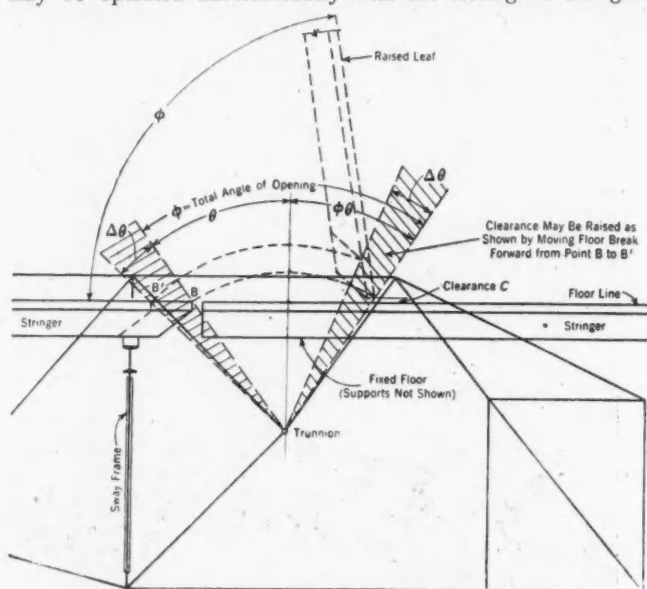 Raised Leaf
ϕ
Δθ
ϕ=Total Angle of Opening
Δθ
θ
ϕθ
Clearance May Be Raised as
Shown by Moving Floor Break
Forward from Point B to B'
B'
B
Clearance C
Floor Line
Stringer
Stringer
Fixed Floor
(Supports Not Shown)
Trunnion
Sway Frame